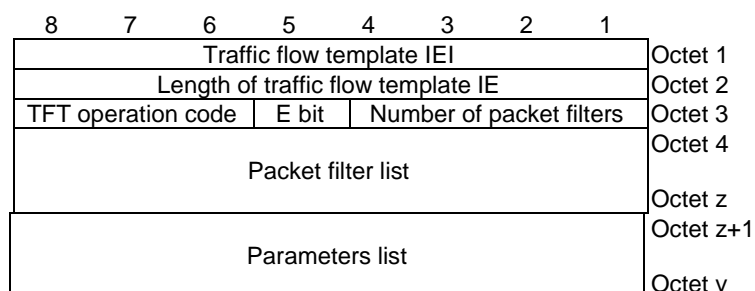 8 7 6 5 4 3 2 1
Traffic flow template IEI Octet 1
Length of traffic flow template IE Octet 2
TFT operation code E bit Number of packet filters Octet 3
Octet 4
Packet filter list
Octet z
Octet z+1
Parameters list
Octet v